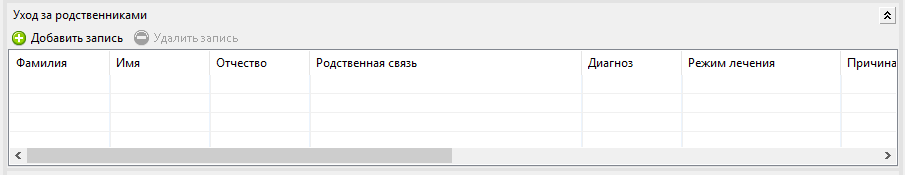 Уход за родственниками
Добавить запись Удалить запись
Фамилия Имя Отчество Родственная связь Диагноз Режим лечения Причина